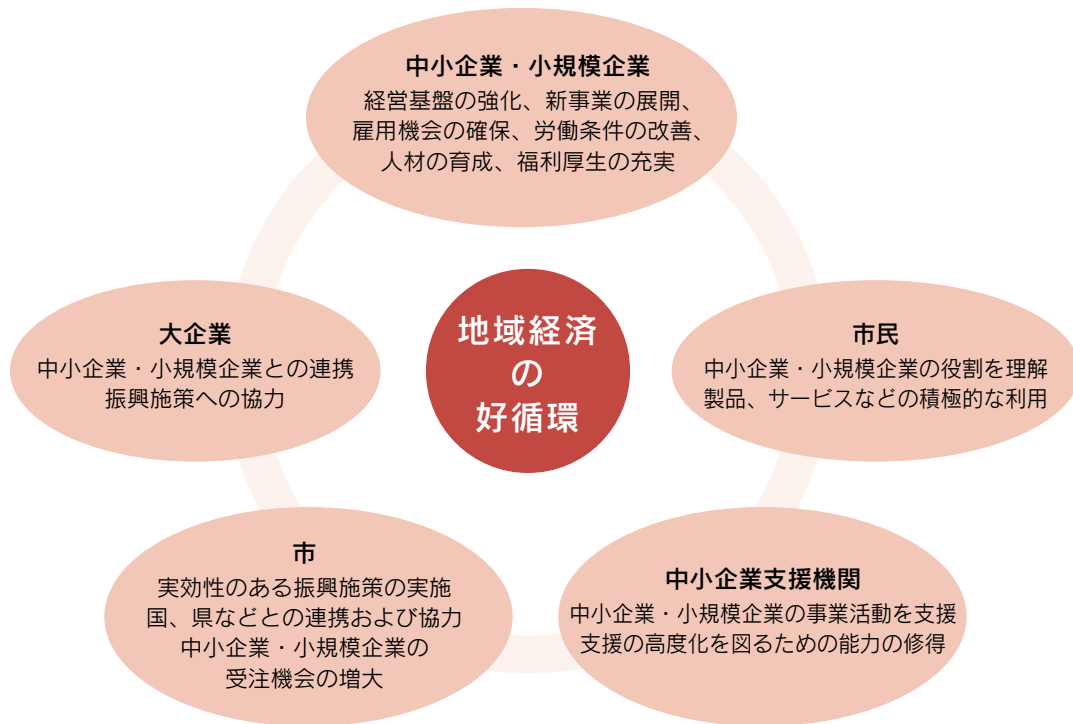 中小企業・小規模企業
経営基盤の強化、新事業の展開、
雇用機会の確保、労働条件の改善、
人材の育成、福利厚生の充実
大企業
中小企業・小規模企業との連携
振興施策への協力
地域経済
の
好循環
市民
中小企業・小規模企業の役割を理解
製品、サービスなどの積極的な利用
市
実効性のある振興施策の実施
国、県などとの連携および協力
中小企業・小規模企業の
受注機会の増大
中小企業支援機関
中小企業・小規模企業の事業活動を支援
支援の高度化を図るための能力の修得